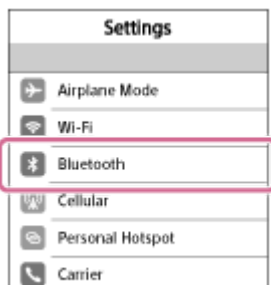 Settings
Airplane Mode
Wi-Fi
Bluetooth
Cellular
Personal Hotspot
Carrier